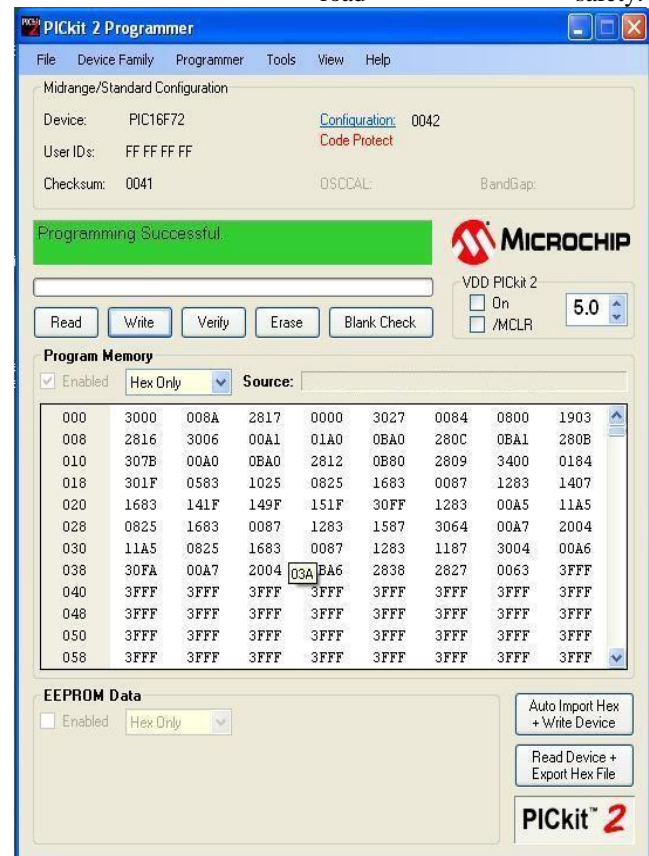 road safety.
PICkit 2 Programmer
File Device Family Programmer Tools View Help
Midrange/Standard Configuration
Device: PIC16F72 Configuration: 0042
Code Protect
User IDs: FF FF FF FF
Checksum: 0041 OSCCAL: BandGap:
Programming Successful.
MICROCHIP
VDD PICkit 2
On
/MCLR
5.0
Read Write Verify Erase Blank Check
Program Memory
Enabled Hex Only Source:
000 3000 008A 2817 0000 3027 0084 0800 1903
008 2816 3006 00A1 01A0 0BA0 280C 0BA1 280B
010 307B 00A0 0BA0 2812 0B80 2809 3400 0184
018 301F 0583 1025 0825 1683 0087 1283 1407
020 1683 141F 149F 151F 30FF 1283 00A5 11A5
028 0825 1683 0087 1283 1587 3064 00A7 2004
030 11A5 0825 1683 0087 1283 1187 3004 00A6
038 30FA 00A7 2004 03A BA6 2838 2827 0063 3FFF
040 3FFF 3FFF 3FFF 3FFF 3FFF 3FFF 3FFF 3FFF
048 3FFF 3FFF 3FFF 3FFF 3FFF 3FFF 3FFF 3FFF
050 3FFF 3FFF 3FFF 3FFF 3FFF 3FFF 3FFF 3FFF
058 3FFF 3FFF 3FFF 3FFF 3FFF 3FFF 3FFF 3FFF
EEPROM Data
Enabled Hex Only
Auto Import Hex
+ Write Device
Read Device +
Export Hex File
PICkit™ 2